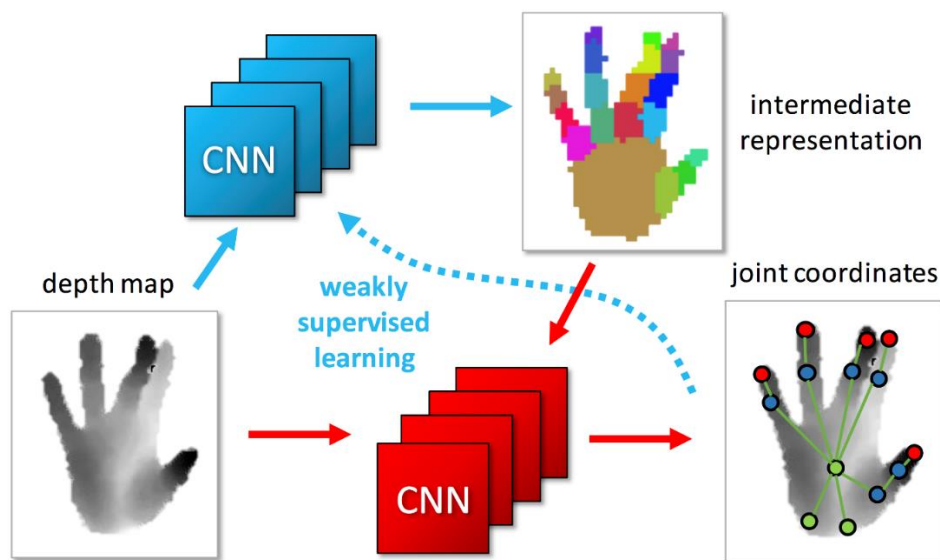 CNN
intermediate
representation
depth map
weakly
supervised
learning
joint coordinates
CNN